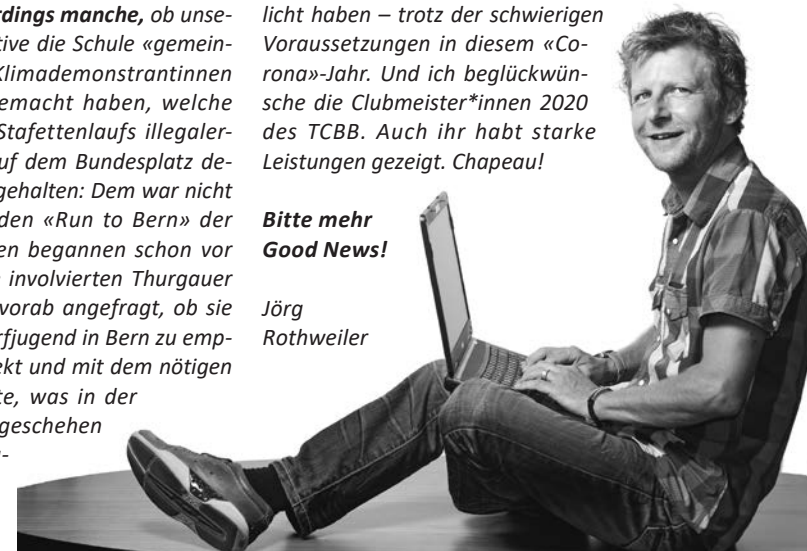 rdings manche, ob unse-
tive die Schule «gemein-
Klimademonstrantinnen
emacht haben, welche
Stafettenlaufs illegaler-
uf dem Bundesplatz de-
gehalten: Dem war nicht
den «Run to Bern» der
en begannen schon vor
involvierten Thurgauer
vorab angefragt, ob sie
rfjugend in Bern zu emp-
ekt und mit dem nötigen
te, was in der
geschehen
licht haben – trotz der schwierigen
Voraussetzungen in diesem «Co-
rona»-Jahr. Und ich beglückwün-
sche die Clubmeister*innen 2020
des TCBB. Auch ihr habt starke
Leistungen gezeigt. Chapeau!
Bitte mehr
Good News!
Jörg
Rothweiler